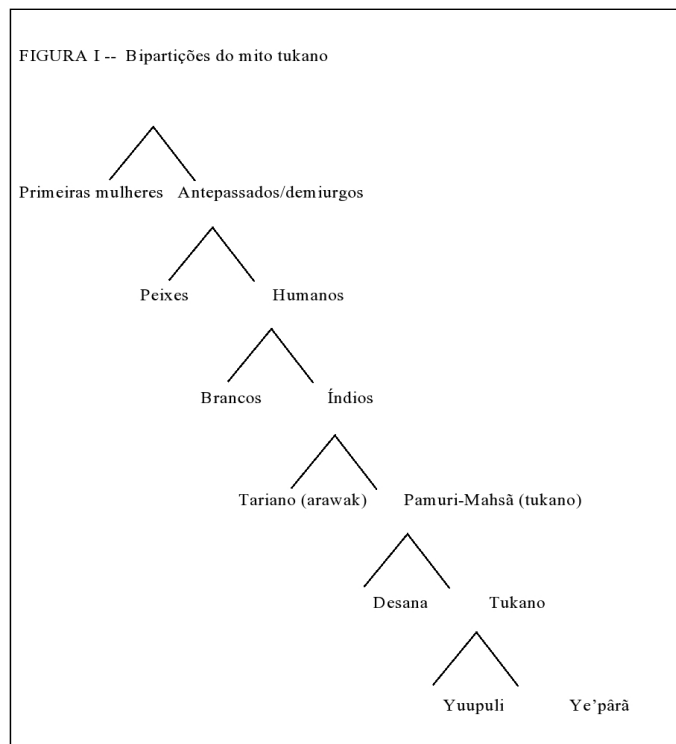 FIGURA I -- Bipartições do mito tukano
Primeiras mulheres Antepassados/demiurgos
Peixes Humanos
Brancos Índios
Tariano (arawak) Pamuri-Mahsã (tukano)
Desana Tukano
Yuupuli Ye’pârã